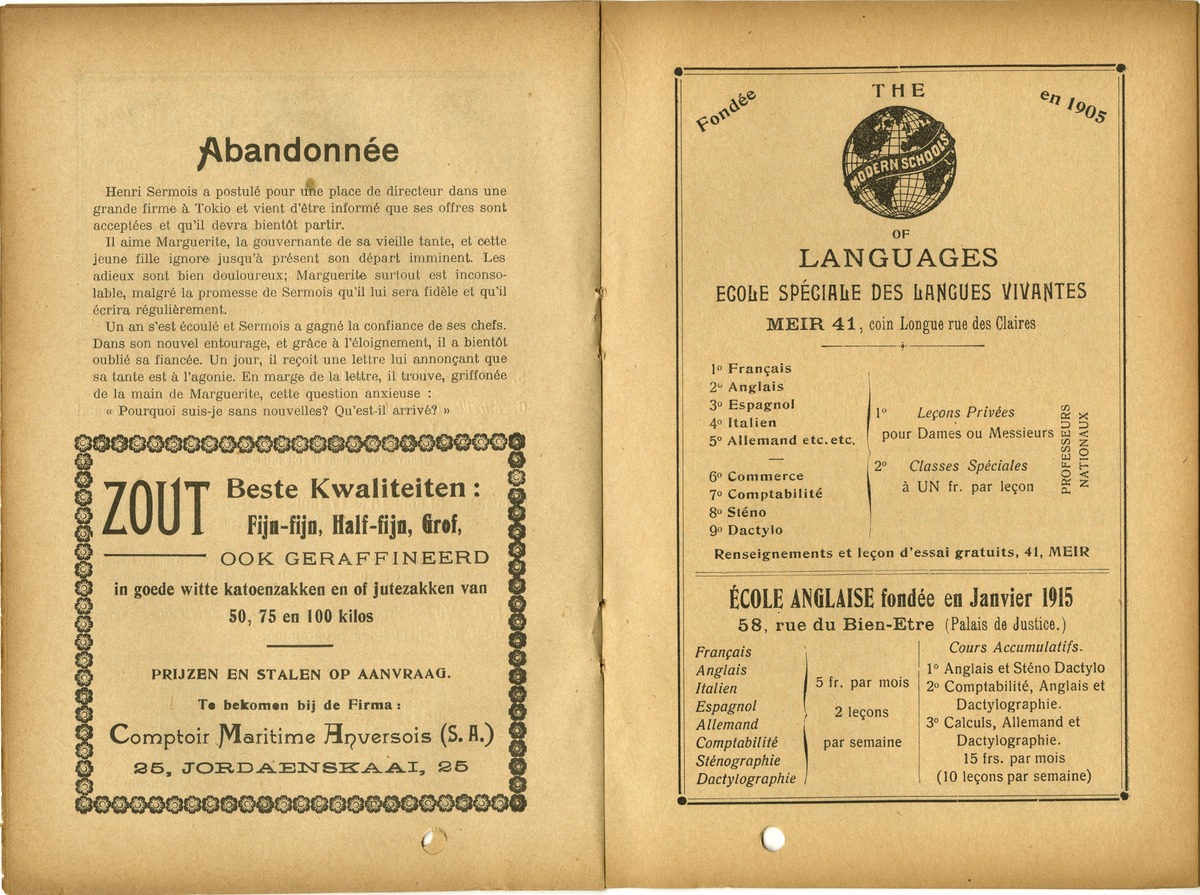 Abandonnée
Henri Sermois a postulé pour une place de directeur dans une
grande firme à Tokio et vient d'être informé que ses offres sont
acceptées et qu'il devra bientôt partir.
Il aime Marguerite, la gouvernante de sa vieille tante, et cette
jeune fille ignore jusqu'à présent son départ imminent. Les
adieux sont bien douloureux; Marguerite surtout est inconso-
lable, malgré la promesse de Sermois qu'il lui sera fidèle et qu'il
écrira régulièrement.
Un an s'est écoulé et Sermois a gagné la confiance de ses chefs.
Dans son nouvel entourage, et grâce à l'éloignement, il a bientôt
oublié sa fiancée. Un jour, il reçoit une lettre lui annonçant que
sa tante est à l'agonie. En marge de la lettre, il trouve, griffonée
de la main de Marguerite, cette question anxieuse :
« Pourquoi suis-je sans nouvelles? Qu'est-il arrivé? »
ZOUT Beste Kwaliteiten :
Fijn-fijn, Half-fijn, Grof,
OOK GERAFFINEERD
in goede witte katoenzakken en of jutezakken van
50, 75 en 100 kilos
PRIJZEN EN STALEN OP AANVRAAG.
Te bekomen bij de Firma :
Comptoir Maritime Anversois (S. A.)
25, JORDAENSKAAI, 25
Fondée
THE
en 1905
MODERN SCHOOLS
OF
LANGUAGES
ECOLE SPÉCIALE DES LANGUES VIVANTES
MEIR 41, coin Longue rue des Claires
1o Français
2o Anglais
3o Espagnol
4o Italien
5o Allemand etc. etc.
6o Commerce
7o Comptabilité
8o Sténo
9o Dactylo
1o Leçons Privées
pour Dames ou Messieurs
2o Classes Spéciales
à UN fr. par leçon
PROFESSEURS
NATIONAUX
Renseignements et leçon d'essai gratuits, 41, MEIR
ÉCOLE ANGLAISE fondée en Janvier 1915
58, rue du Bien-Etre (Palais de Justice.)
Français
Anglais
Italien
Espagnol
Allemand
Comptabilité
Sténographie
Dactylographie
5 fr. par mois
2 leçons
par semaine
Cours Accumulatifs.
1o Anglais et Sténo Dactylo
2o Comptabilité, Anglais et
Dactylographie.
3o Calculs, Allemand et
Dactylographie.
15 frs. par mois
(10 leçons par semaine)